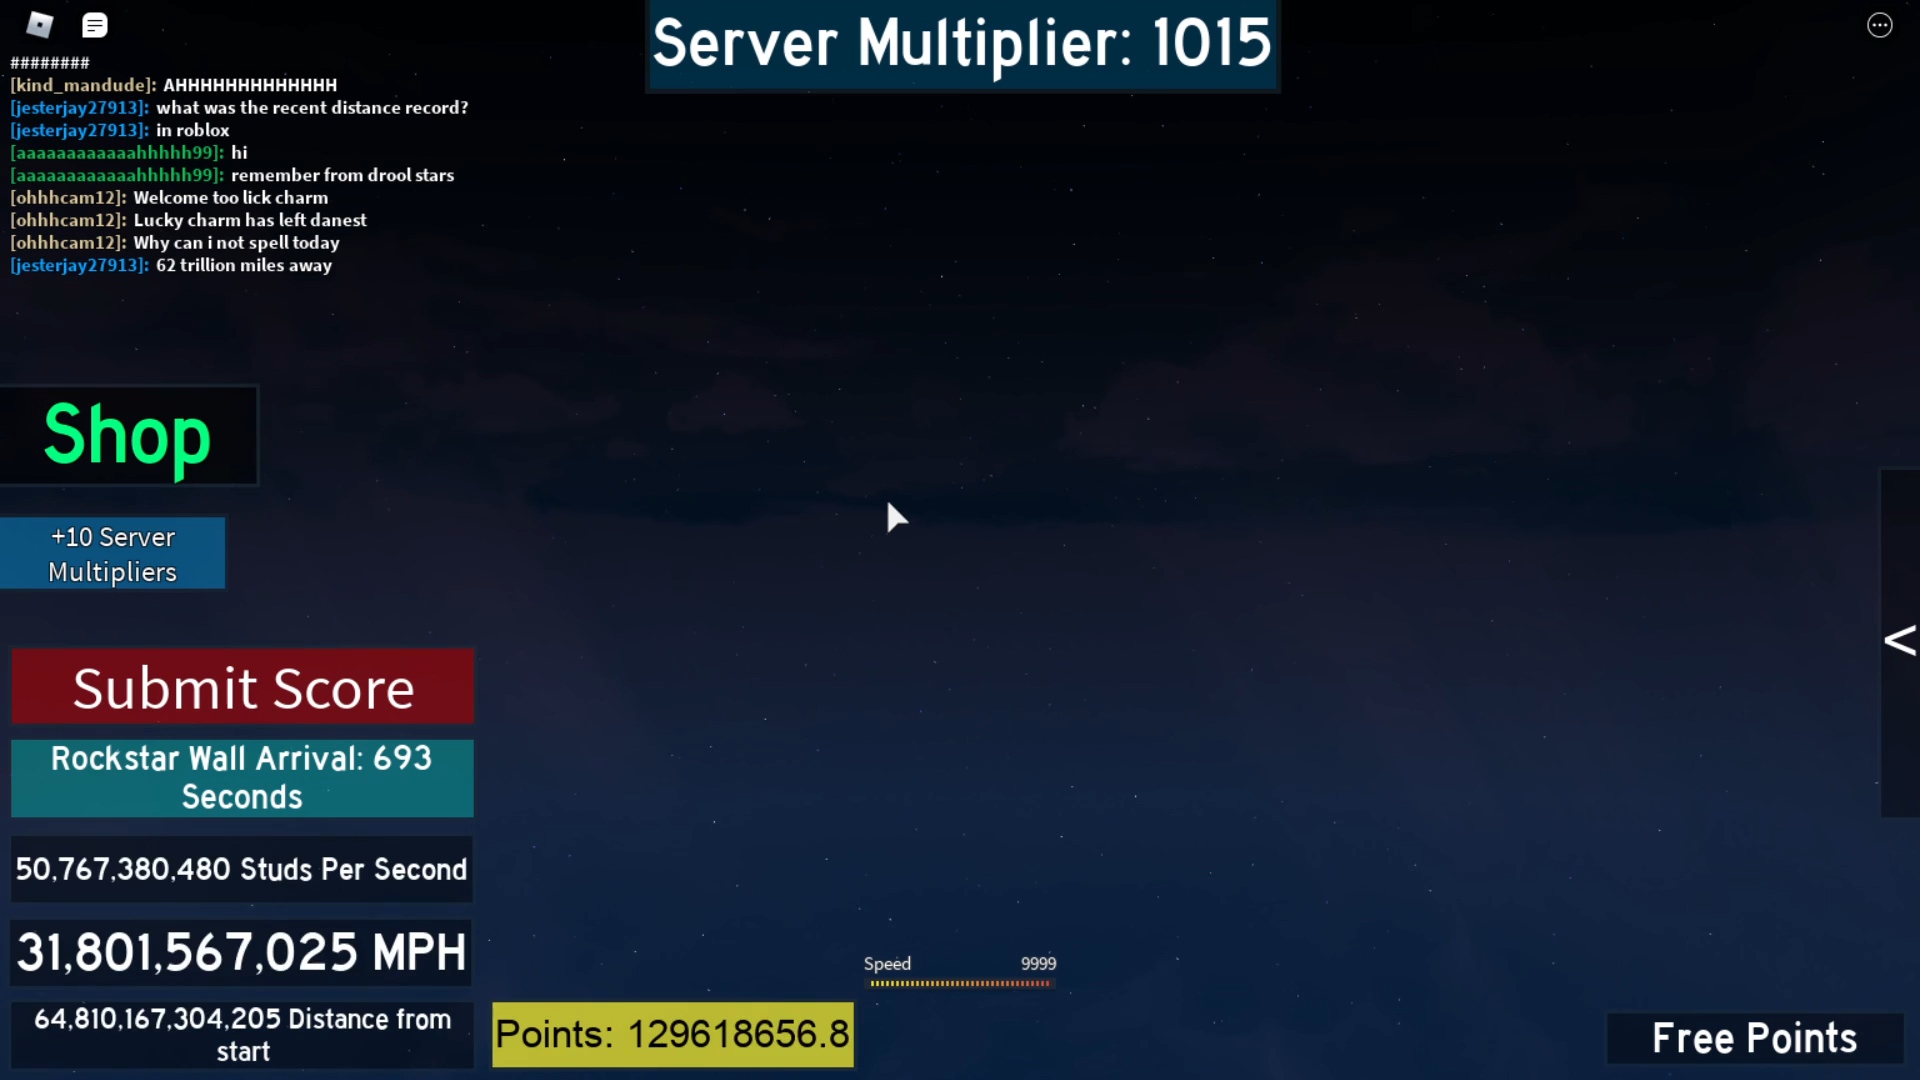 Server Multiplier: 1015
########
[kind_mandude]: AHHHHHHHHHHHHH
[jesterjay27913]: what was the recent distance record?
[jesterjay27913]: in roblox
[aaaaaaaaaaaahhhhh99]: hi
[aaaaaaaaaaaahhhhh99]: remember from drool stars
[ohhhcam12]: Welcome too lick charm
[ohhhcam12]: Lucky charm has left danest
[ohhhcam12]: Why can i not spell today
[jesterjay27913]: 62 trillion miles away
Shop
+10 Server
Multipliers
<
Submit Score
Rockstar Wall Arrival: 693
Seconds
50,767,380,480 Studs Per Second
31,801,567,025 MPH
Speed 9999
64,810,167,304,205 Distance from
start
Points: 129618656.8
Free Points